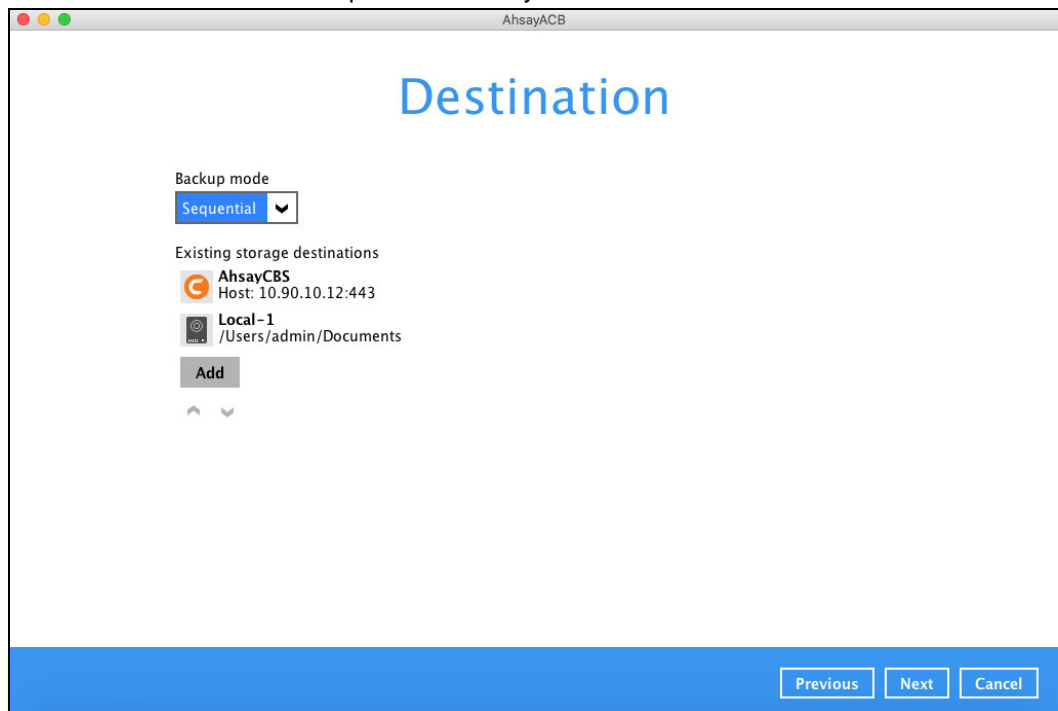 AhsayACB
Destination
Backup mode
Sequential
Existing storage destinations
AhsayCBS
Host: 10.90.10.12:443
Local-1
/Users/admin/Documents
Add
Previous Next Cancel